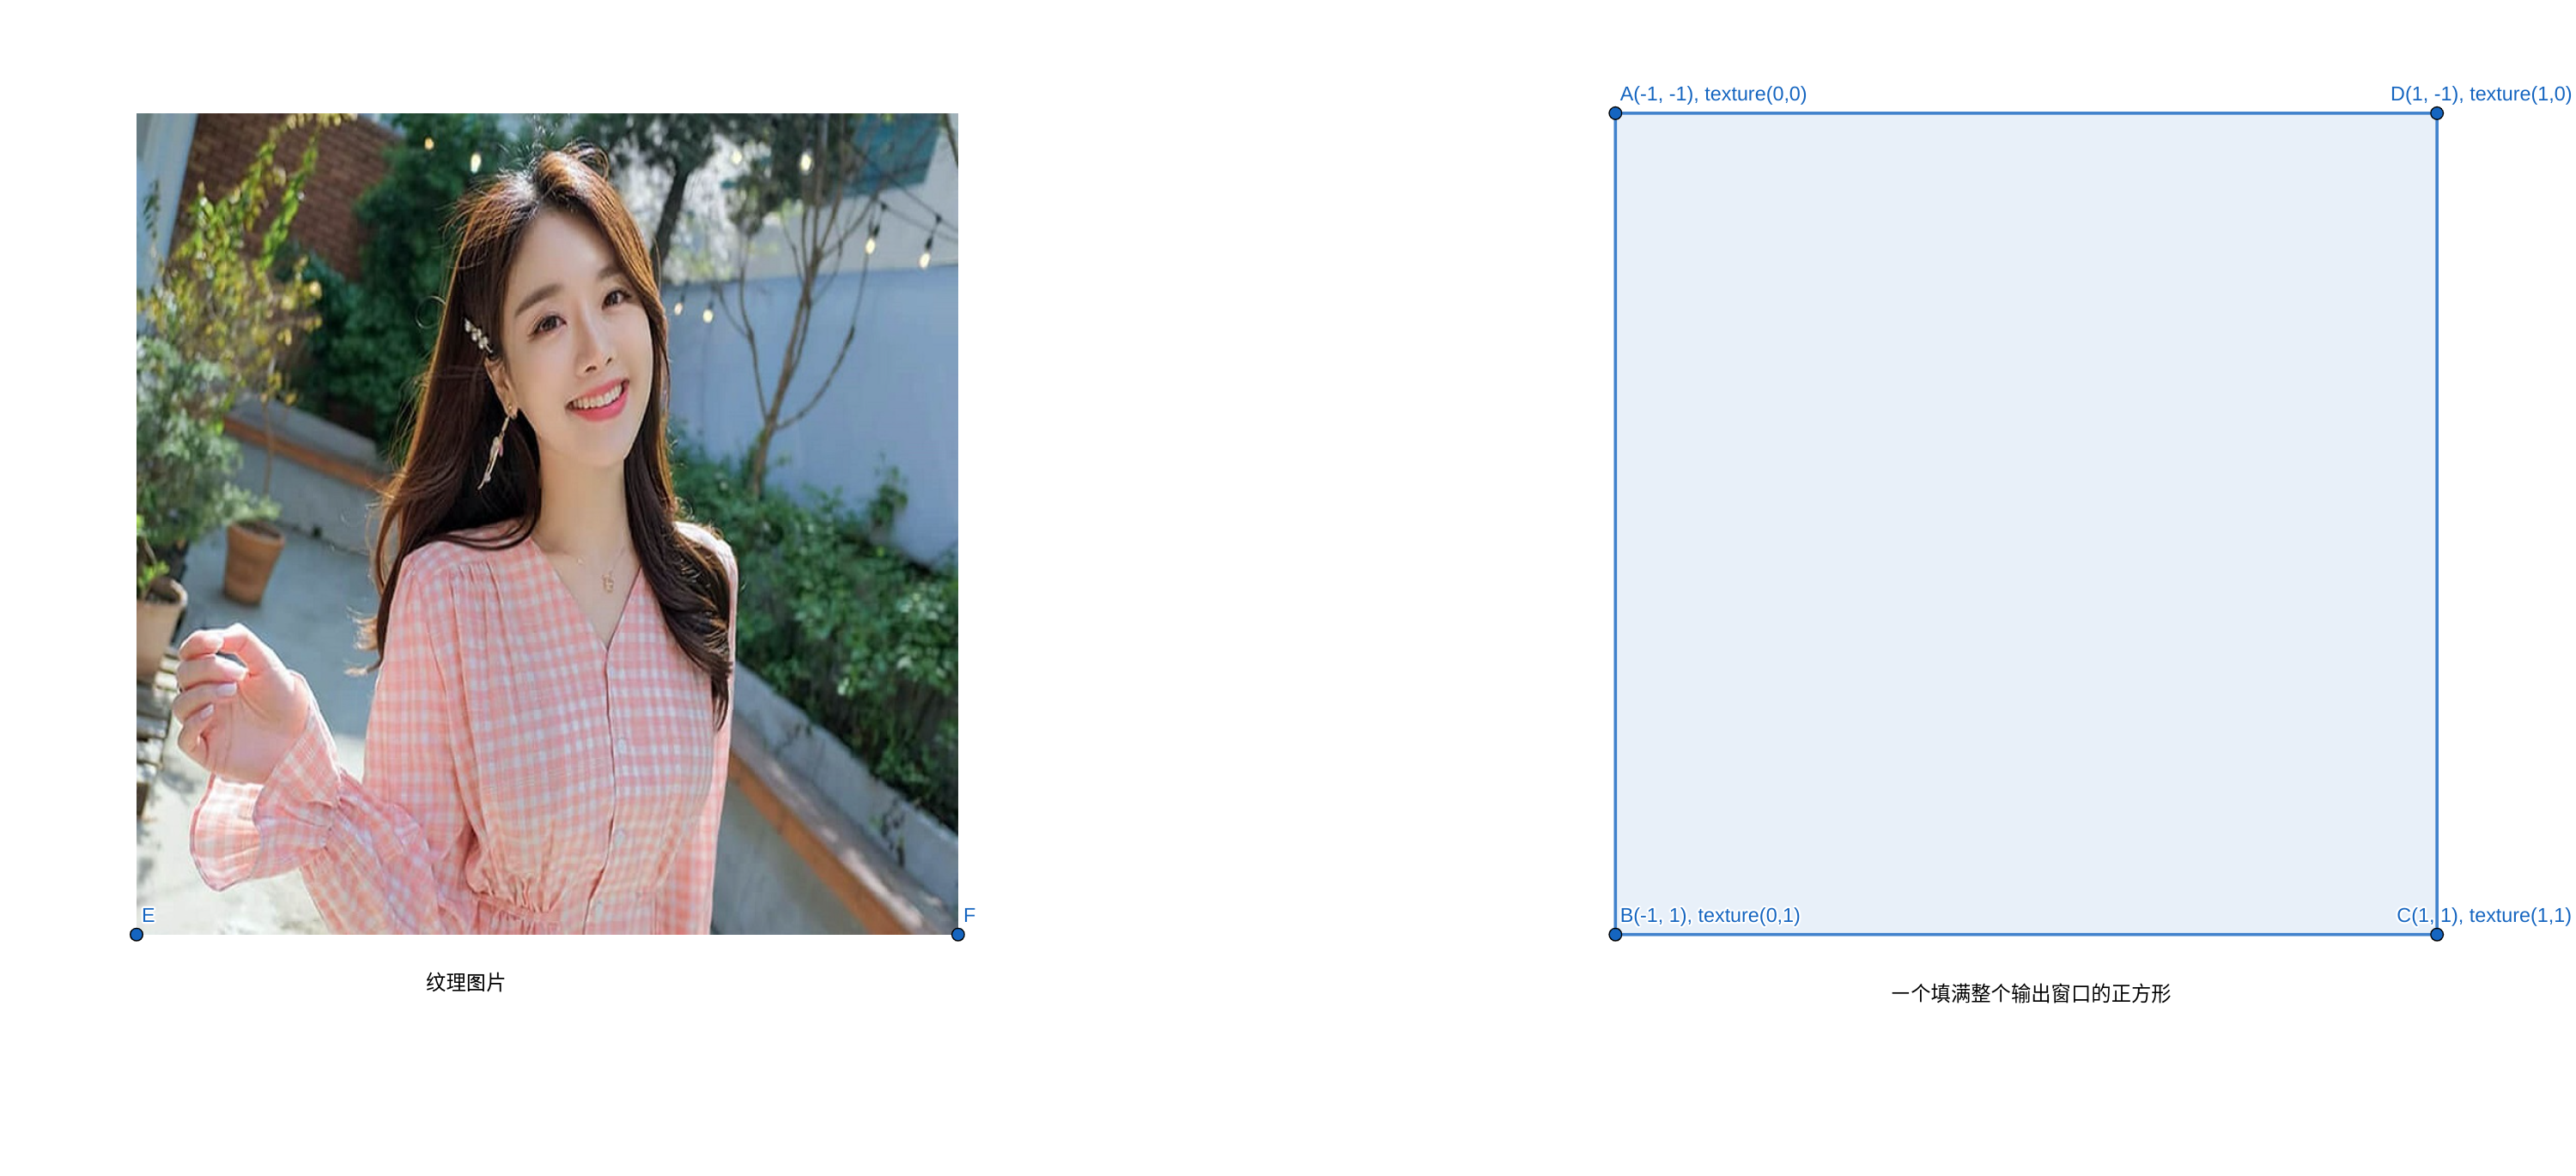 A(-1, -1), texture(0,0)
D(1, -1), texture(1,0)
E
F
B(-1, 1), texture(0,1)
C(1, 1), texture(1,1)
纹理图片
一个填满整个输出窗口的正方形